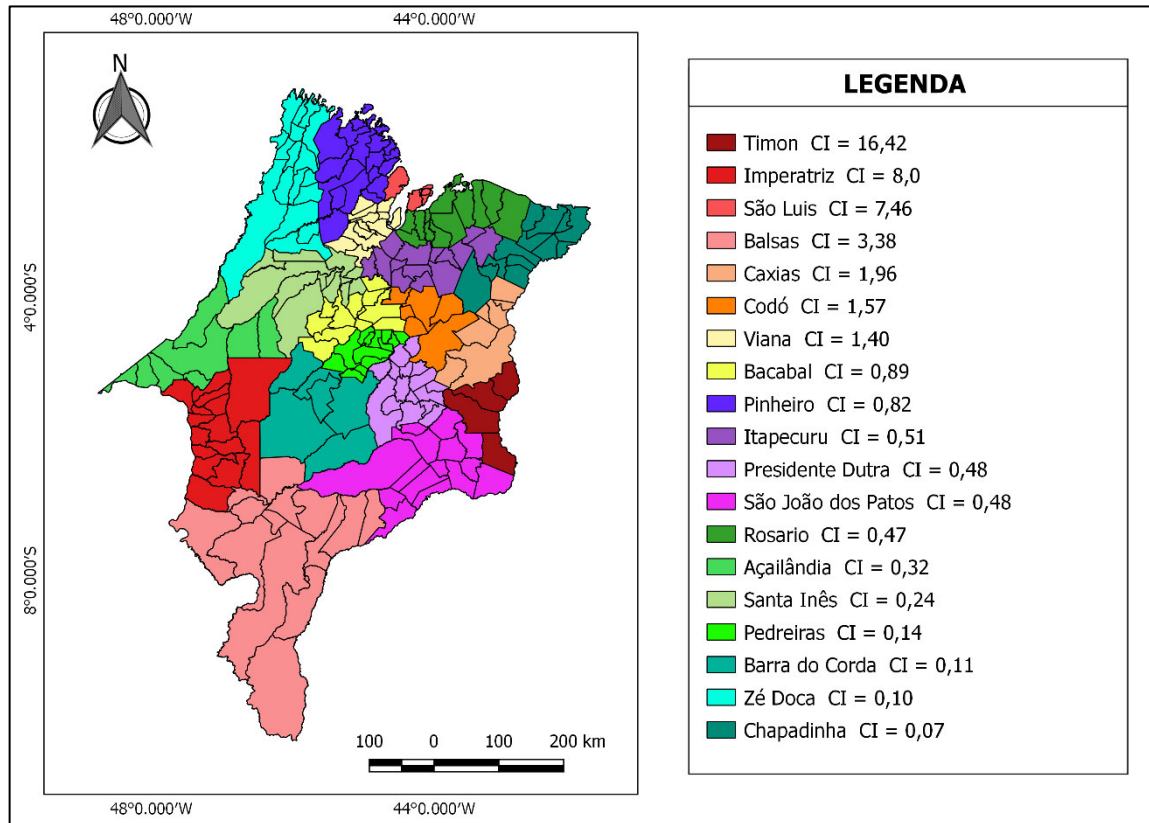 48°0.000'W 44°0.000'W
N
4°0.000'S
8°0.000'S
100 0 100 200 km
48°0.000'W 44°0.000'W
LEGENDA
Timon CI = 16,42
Imperatriz CI = 8,0
São Luis CI = 7,46
Balsas CI = 3,38
Caxias CI = 1,96
Codó CI = 1,57
Viana CI = 1,40
Bacabal CI = 0,89
Pinheiro CI = 0,82
Itapecuru CI = 0,51
Presidente Dutra CI = 0,48
São João dos Patos CI = 0,48
Rosario CI = 0,47
Açailândia CI = 0,32
Santa Inês CI = 0,24
Pedreiras CI = 0,14
Barra do Corda CI = 0,11
Zé Doca CI = 0,10
Chapadinha CI = 0,07